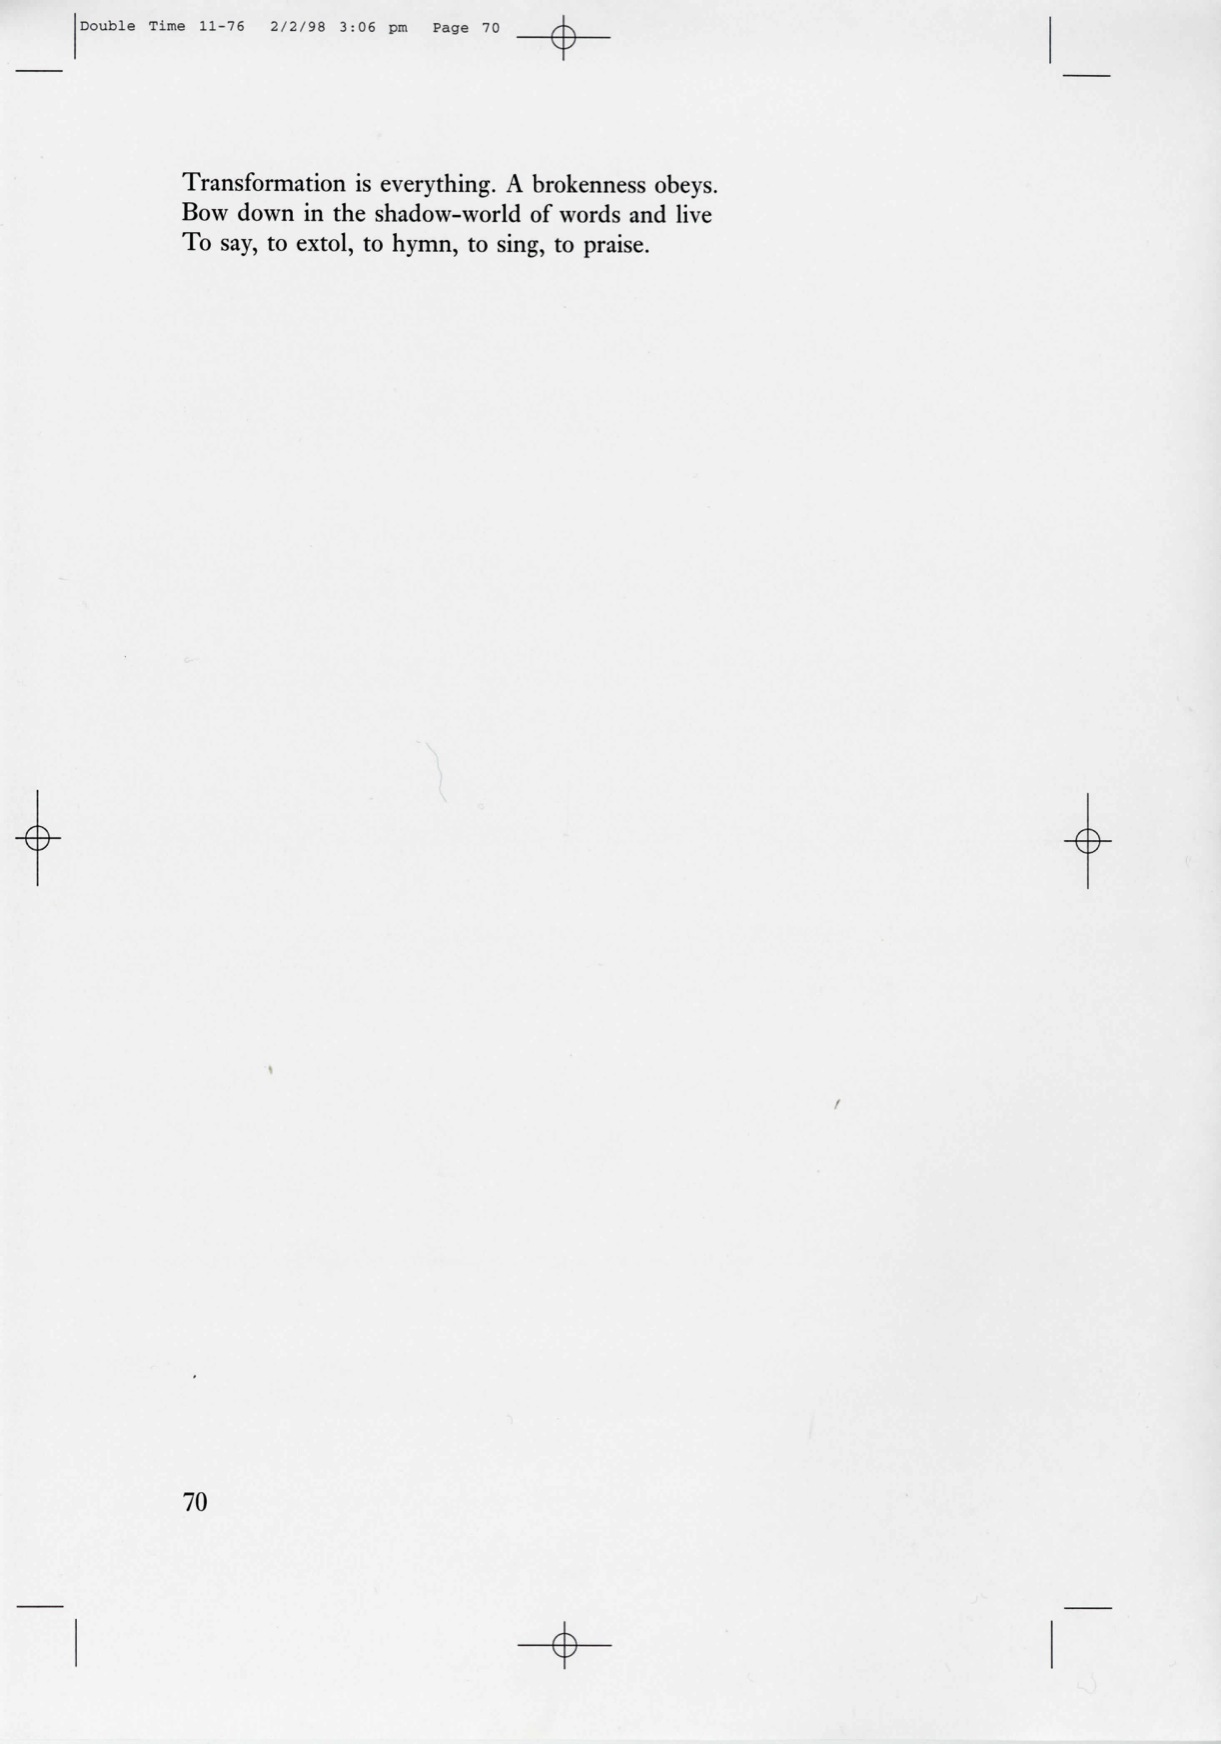 Double Time 11-76 2/2/98 3:06 pm Page 70
Transformation is everything. A brokenness obeys.
Bow down in the shadow-world of words and live
To say, to extol, to hymn, to sing, to praise.
70